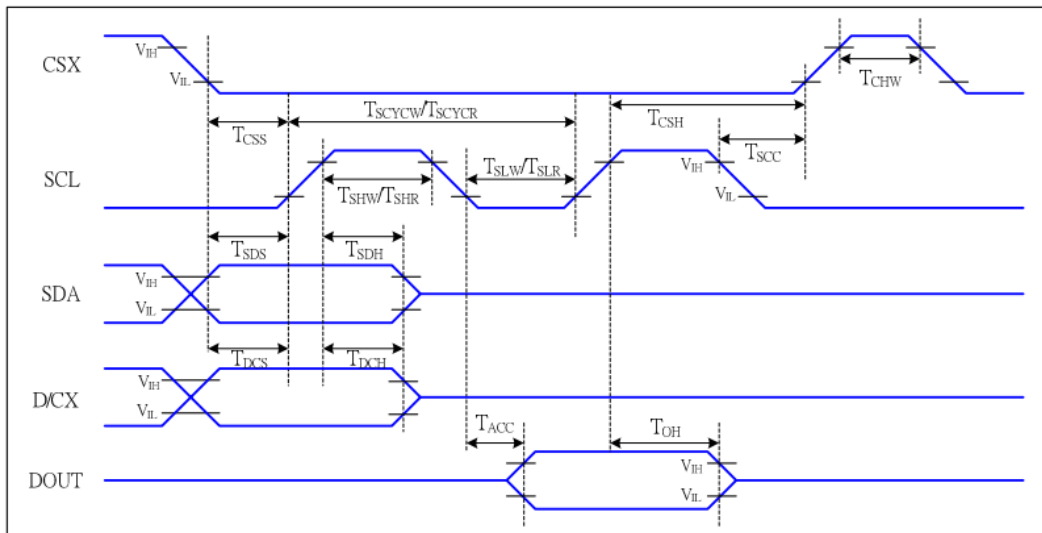 CSX
VIH
VIL
TCHW
TSCYCW/TSCYCR
TCSS
TCSH
TSCC
SCL
TSLW/TSLR
TSHW/TSHR
VIH
VIL
TSDS
TSDH
SDA
VIH
VIL
TDCS
TDCH
D/CX
VIH
VIL
TACC
TOH
DOUT
VIH
VIL